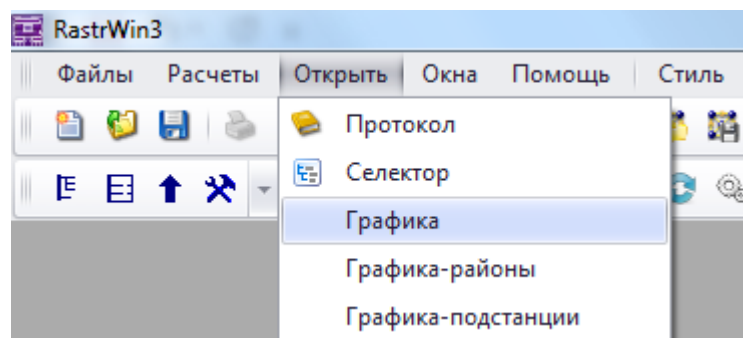 RastrWin3
Файлы Расчеты Открыть Окна Помощь Стиль
Протокол
Селектор
Графика
Графика-районы
Графика-подстанции